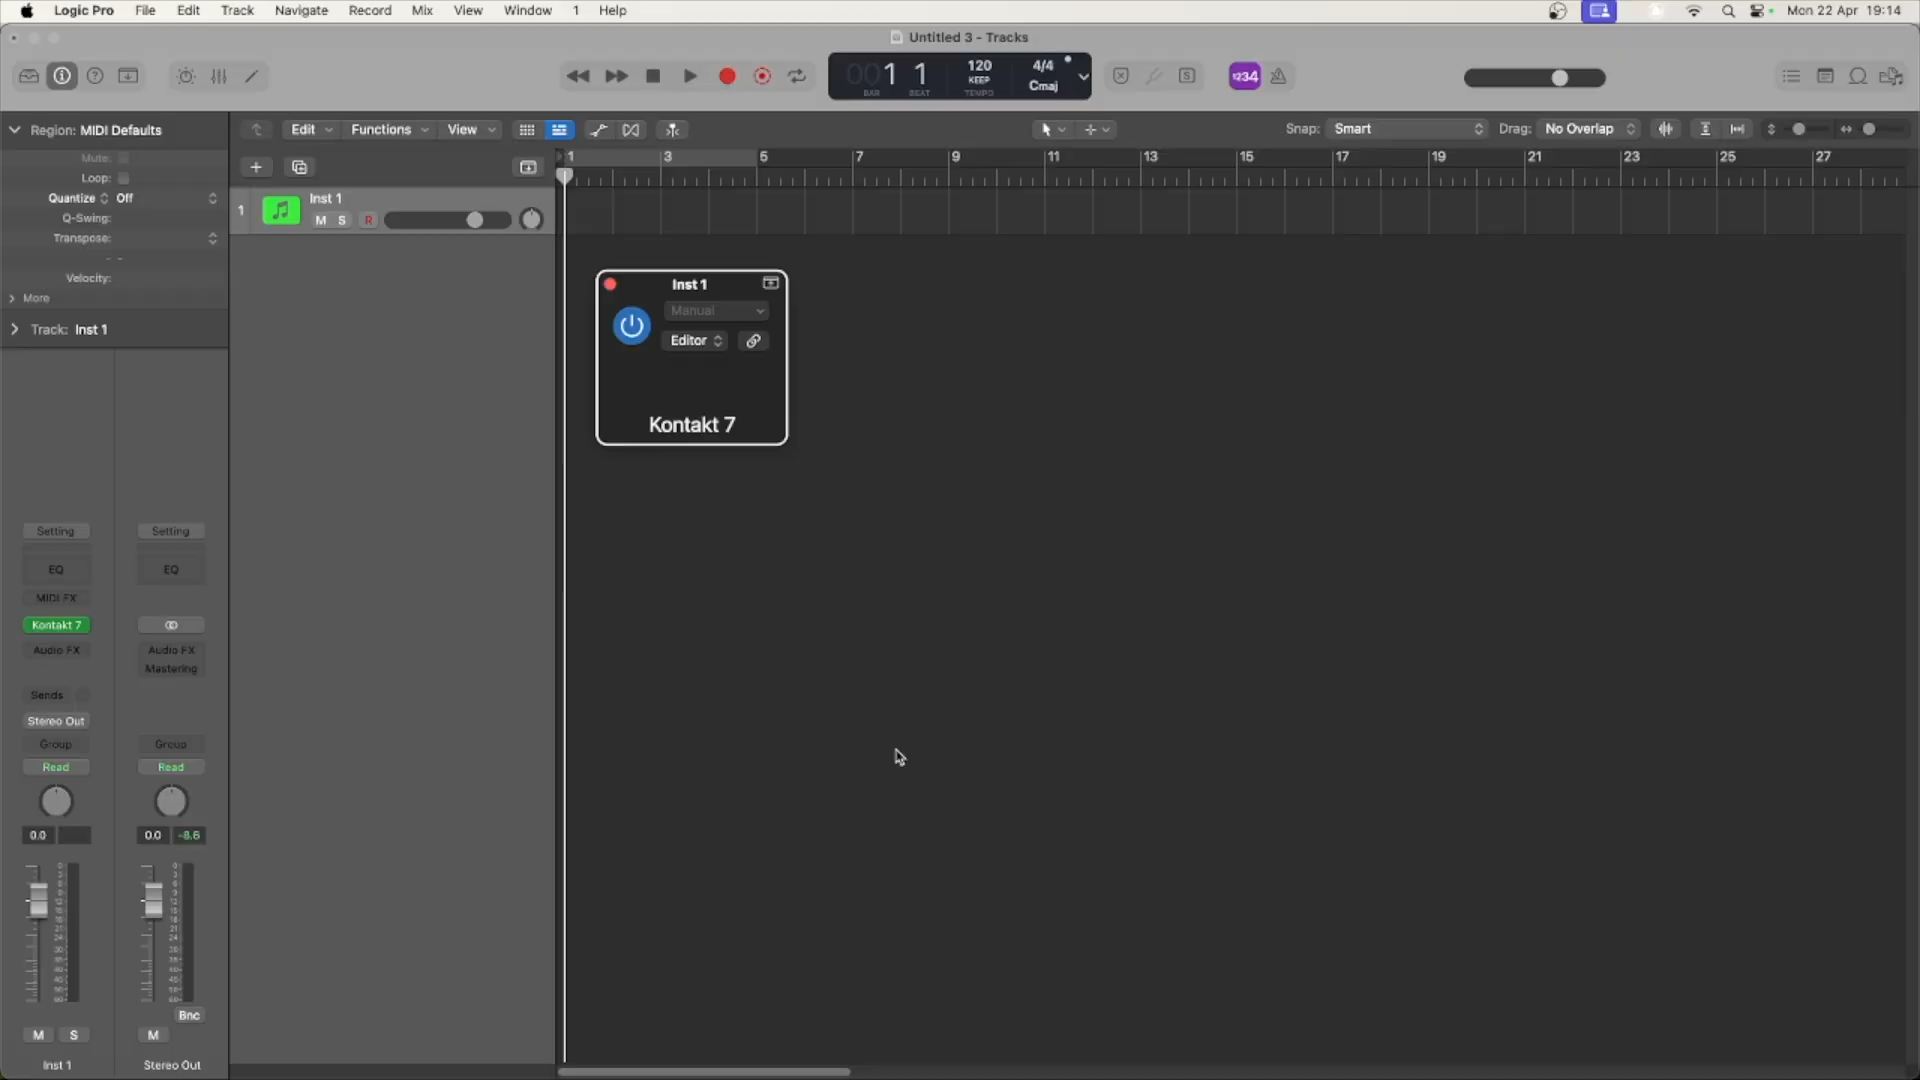 Logic Pro File Edit Track Navigate Record Mix View Window 1 Help Mon 22 Apr 19:14
Untitled 3 - Tracks
001 1 120 4/4
KEEP Cmaj
BAR BEAT TEMPO
1234
Region: MIDI Defaults
Edit Functions View Snap: Smart Drag: No Overlap
Mute:
Loop:
Quantize Off
Q-Swing:
Transpose:
- -
Velocity:
More
Track: Inst 1
1 3 5 7 9 11 13 15 17 19 21 23 25 27
1 Inst 1
M S R
Inst 1
Manual
Editor
Kontakt 7
Setting Setting
EQ EQ
MIDI FX
Kontakt 7
Audio FX Audio FX
Mastering
Sends
Stereo Out
Group Group
Read Read
0.0 0.0 -8.6
Bnc
M S M
Inst 1 Stereo Out